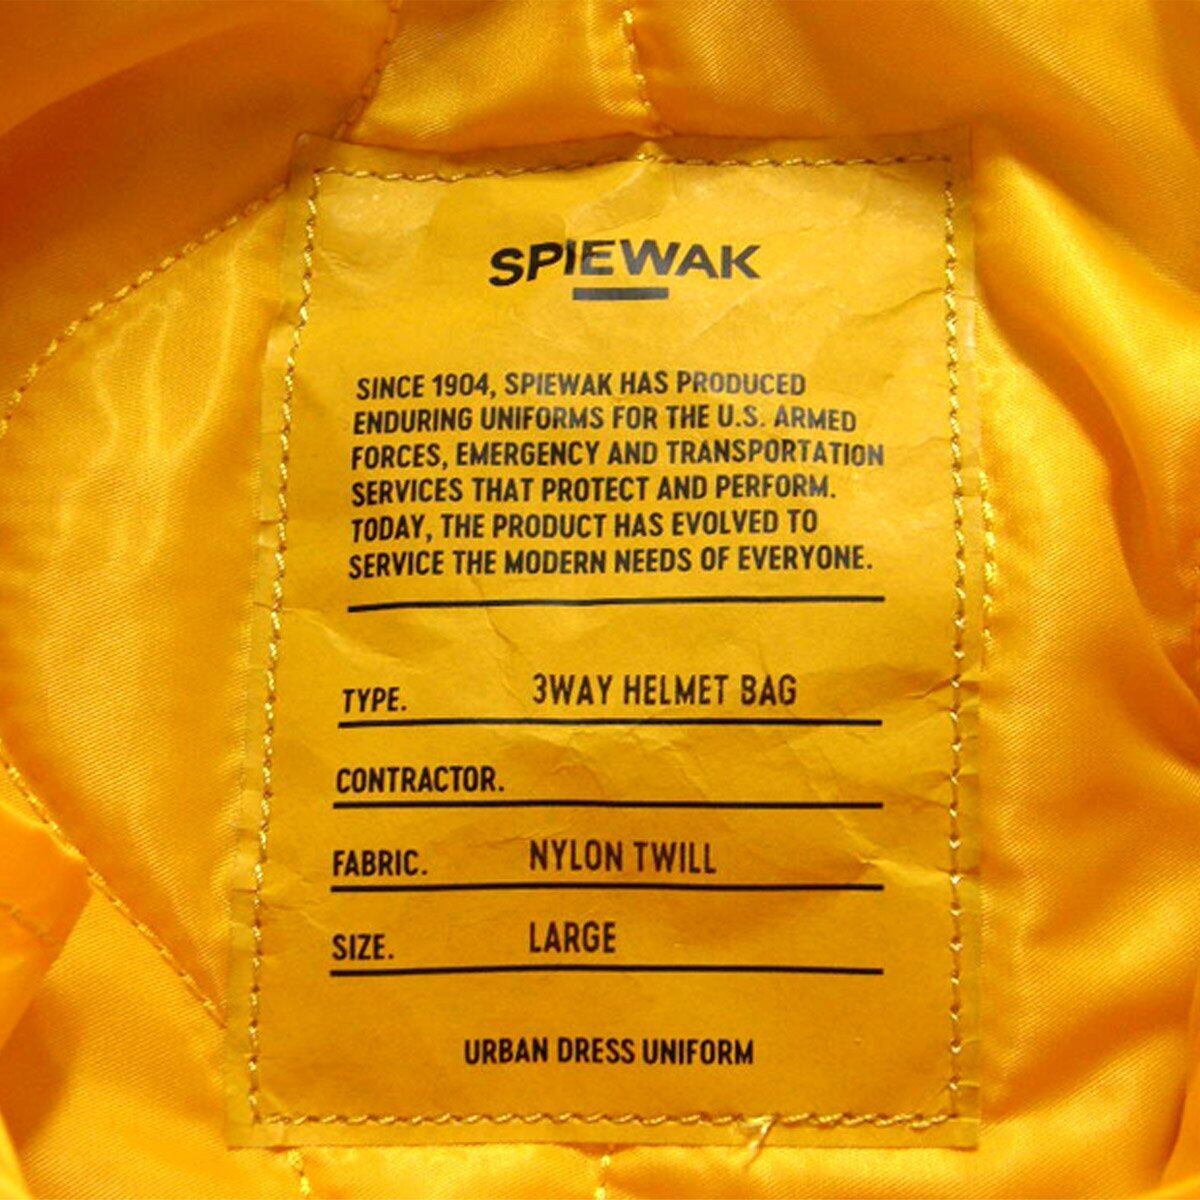 SPIEWAK
SINCE 1904, SPIEWAK HAS PRODUCED
ENDURING UNIFORMS FOR THE U.S. ARMED
FORCES, EMERGENCY AND TRANSPORTATION
SERVICES THAT PROTECT AND PERFORM.
TODAY, THE PRODUCT HAS EVOLVED TO
SERVICE THE MODERN NEEDS OF EVERYONE.
TYPE. 3WAY HELMET BAG
CONTRACTOR.
FABRIC. NYLON TWILL
SIZE. LARGE
URBAN DRESS UNIFORM